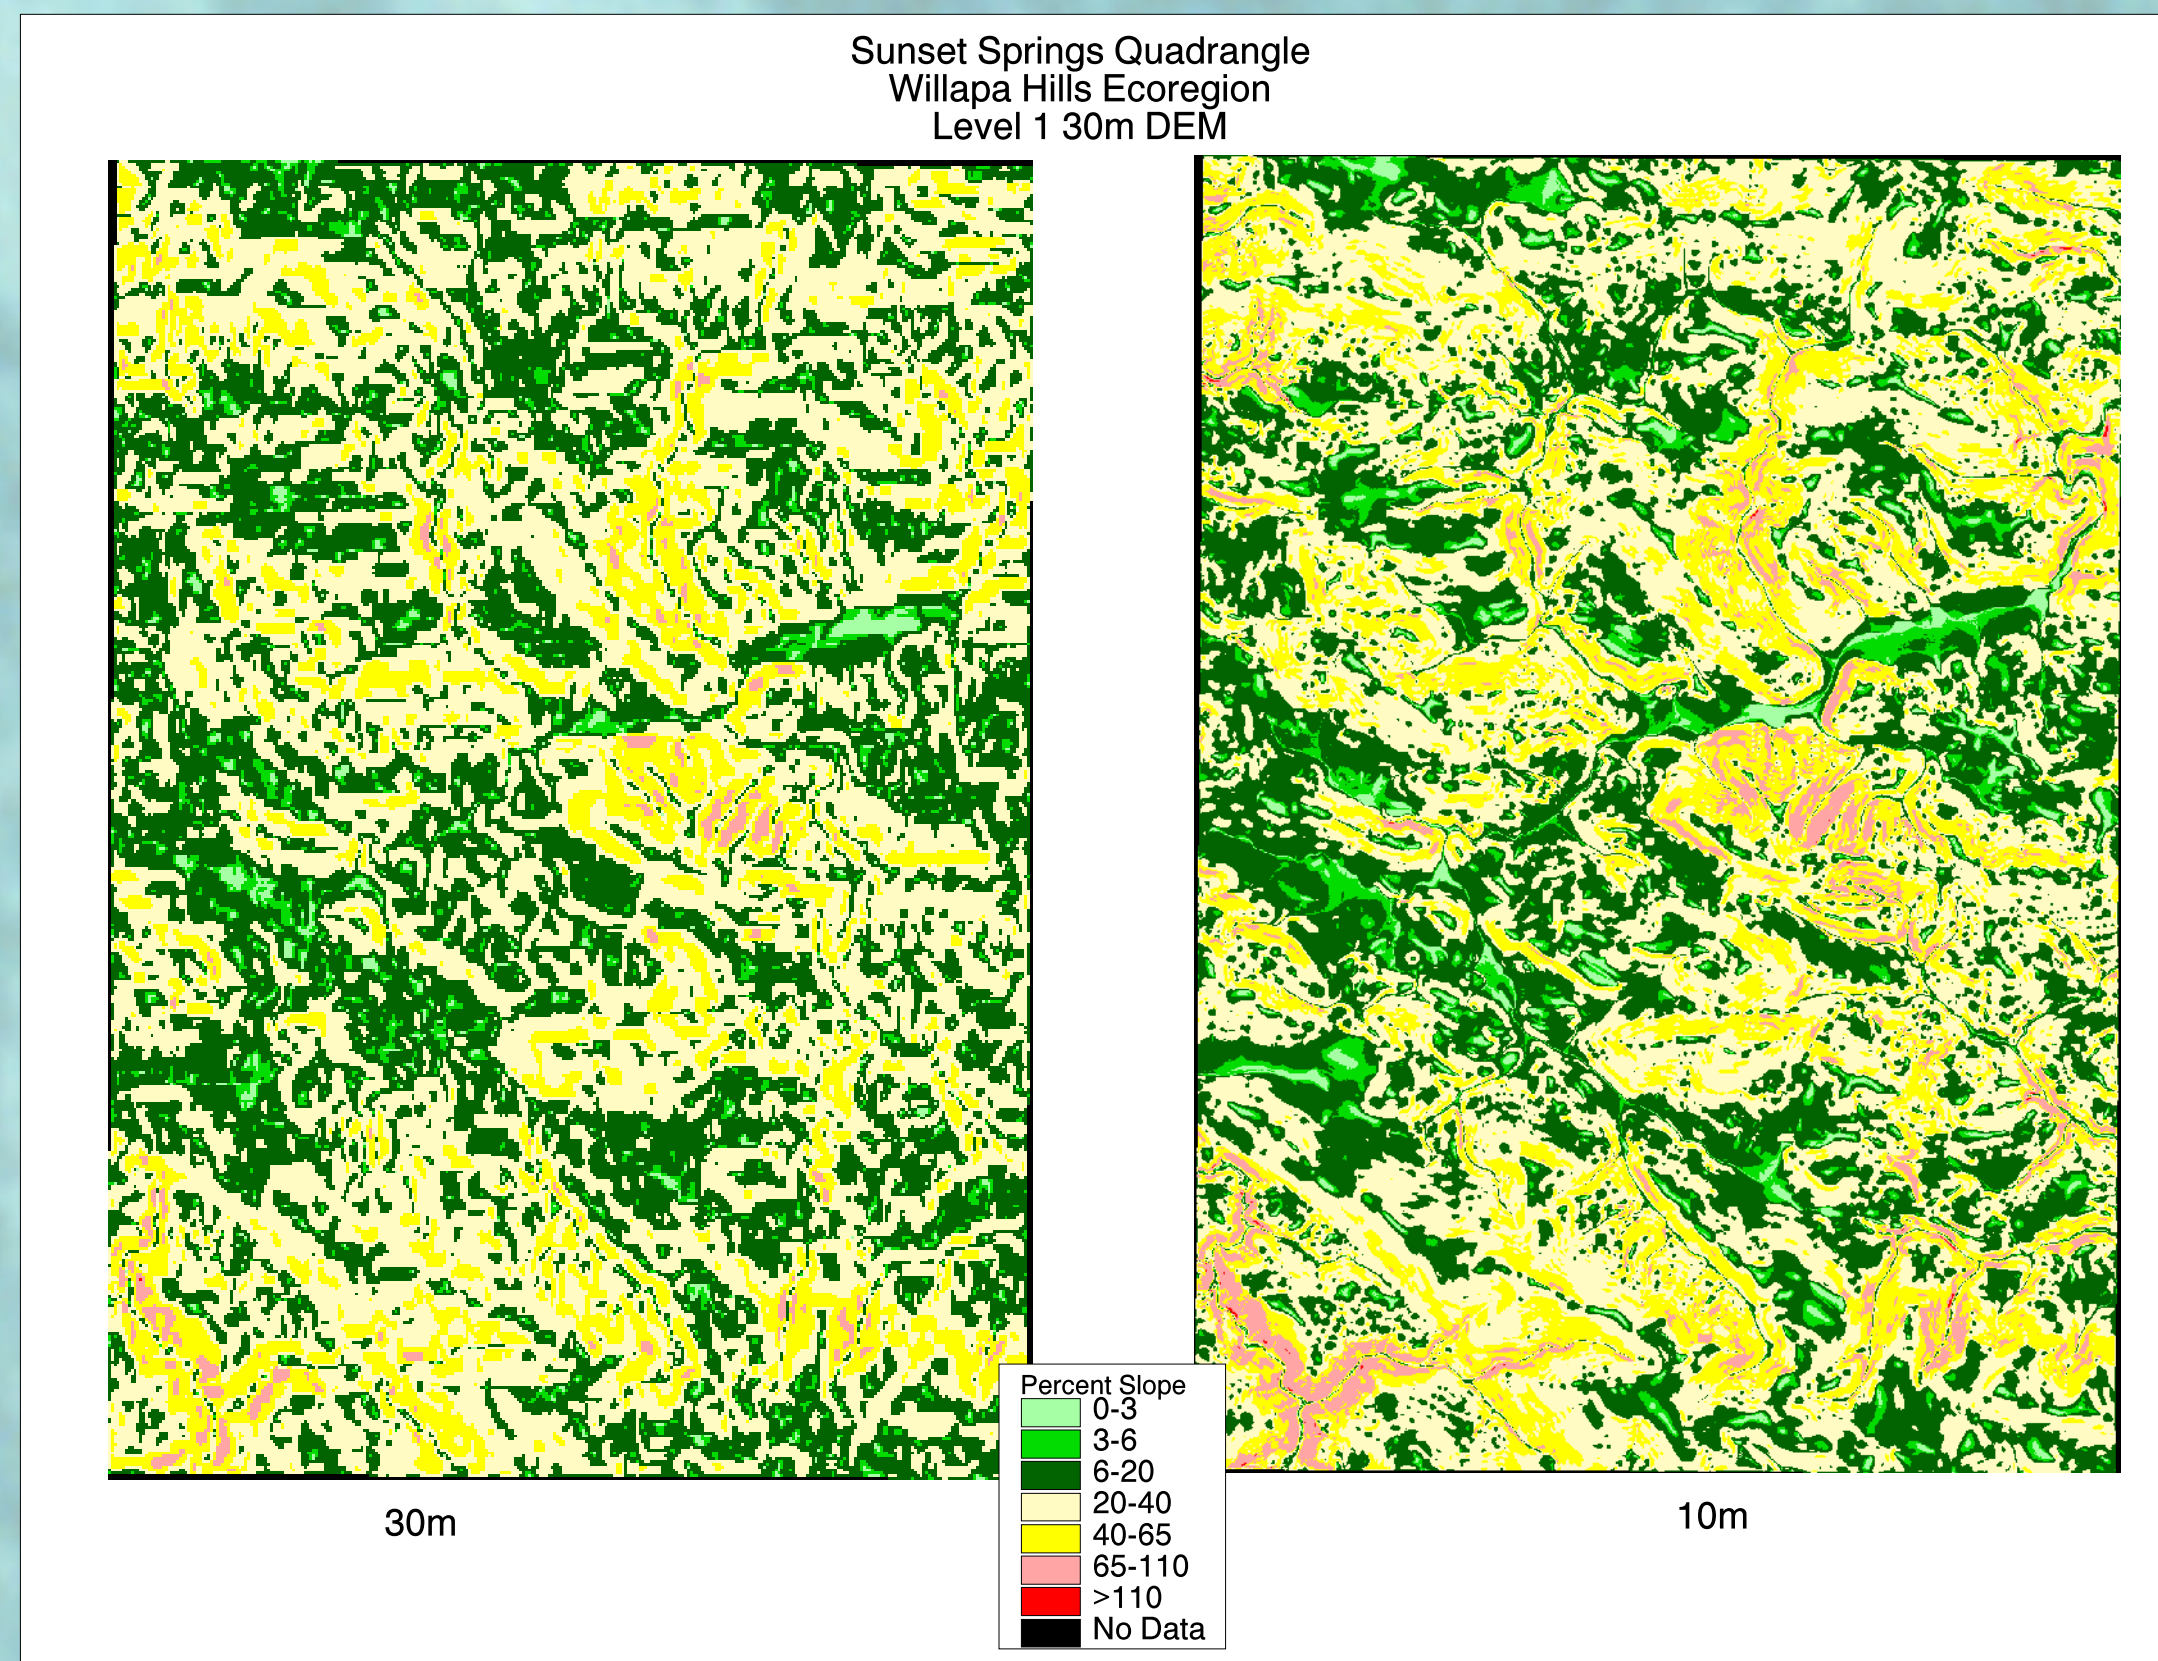 Sunset Springs Quadrangle
Willapa Hills Ecoregion
Level 1 30m DEM
30m
10m
Percent Slope
0-3
3-6
6-20
20-40
40-65
65-110
>110
No Data